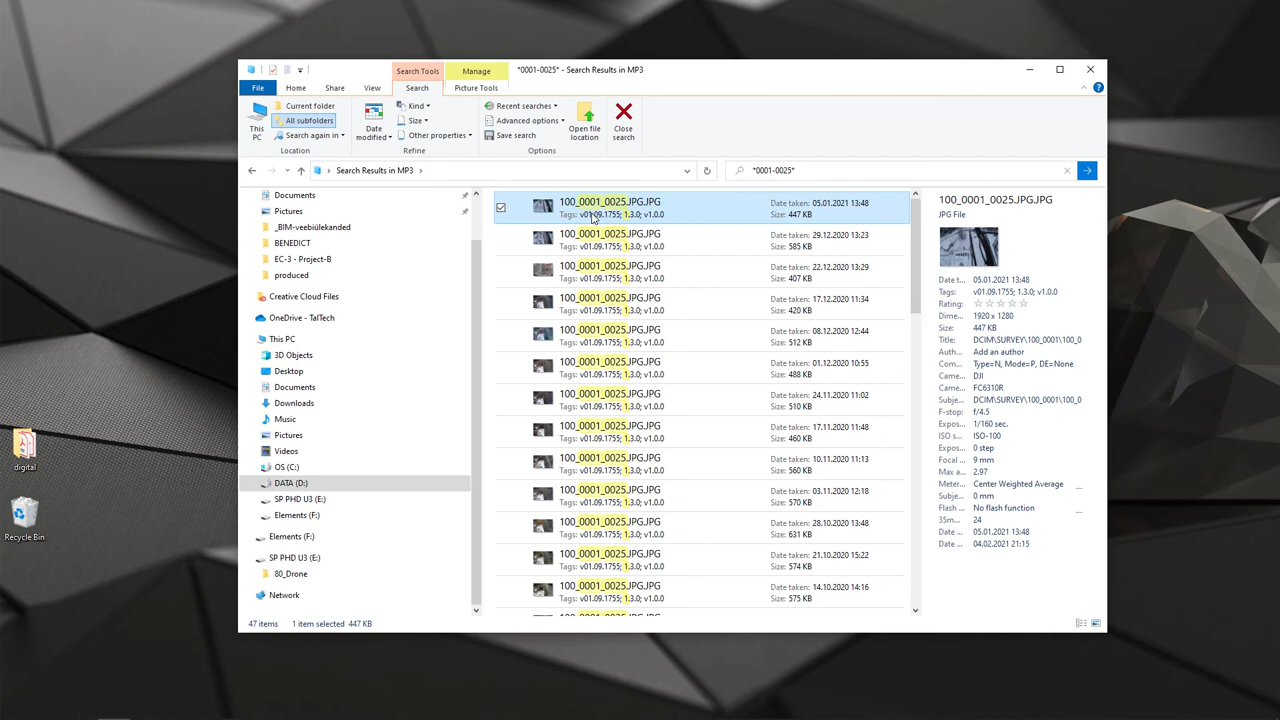 Search Tools Manage *0001-0025* - Search Results in MP3
File Home Share View Search Picture Tools
This PC
Current folder
All subfolders
Search again in
Location
Date modified
Kind
Size
Other properties
Refine
Recent searches
Advanced options
Save search
Open file location
Options
Close search
Search Results in MP3 *0001-0025*
Documents
Pictures
_BIM-veebiülekanded
BENEDICT
EC-3 - Project-B
produced
Creative Cloud Files
OneDrive - TalTech
This PC
3D Objects
Desktop
Documents
Downloads
Music
Pictures
Videos
OS (C:)
DATA (D:)
SP PHD U3 (E:)
Elements (F:)
Elements (F:)
SP PHD U3 (E:)
80_Drone
Network
100_0001_0025.JPG.JPG Date taken: 05.01.2021 13:48
Tags: v01.09.1755; 1.3.0; v1.0.0 Size: 447 KB
100_0001_0025.JPG.JPG Date taken: 29.12.2020 13:23
Tags: v01.09.1755; 1.3.0; v1.0.0 Size: 585 KB
100_0001_0025.JPG.JPG Date taken: 22.12.2020 13:29
Tags: v01.09.1755; 1.3.0; v1.0.0 Size: 407 KB
100_0001_0025.JPG.JPG Date taken: 17.12.2020 11:34
Tags: v01.09.1755; 1.3.0; v1.0.0 Size: 420 KB
100_0001_0025.JPG.JPG Date taken: 08.12.2020 12:44
Tags: v01.09.1755; 1.3.0; v1.0.0 Size: 512 KB
100_0001_0025.JPG.JPG Date taken: 01.12.2020 10:55
Tags: v01.09.1755; 1.3.0; v1.0.0 Size: 488 KB
100_0001_0025.JPG.JPG Date taken: 24.11.2020 11:02
Tags: v01.09.1755; 1.3.0; v1.0.0 Size: 510 KB
100_0001_0025.JPG.JPG Date taken: 17.11.2020 11:48
Tags: v01.09.1755; 1.3.0; v1.0.0 Size: 460 KB
100_0001_0025.JPG.JPG Date taken: 10.11.2020 11:13
Tags: v01.09.1755; 1.3.0; v1.0.0 Size: 560 KB
100_0001_0025.JPG.JPG Date taken: 03.11.2020 12:18
Tags: v01.09.1755; 1.3.0; v1.0.0 Size: 570 KB
100_0001_0025.JPG.JPG Date taken: 28.10.2020 13:48
Tags: v01.09.1755; 1.3.0; v1.0.0 Size: 631 KB
100_0001_0025.JPG.JPG Date taken: 21.10.2020 15:22
Tags: v01.09.1755; 1.3.0; v1.0.0 Size: 574 KB
100_0001_0025.JPG.JPG Date taken: 14.10.2020 14:16
Tags: v01.09.1755; 1.3.0; v1.0.0 Size: 575 KB
100_0001_0025.JPG.JPG
JPG File
Date t... 05.01.2021 13:48
Tags: v01.09.1755; 1.3.0; v1.0.0
Rating:
Dime... 1920 x 1280
Size: 447 KB
Title: DCIM\SURVEY\100_0001\100_0
Auth... Add an author
Com... Type=N, Mode=P, DE=None
Came... DJI
Came... FC6310R
Subje... DCIM\SURVEY\100_0001\100_0
F-stop: f/4.5
Expos... 1/160 sec.
ISO s... ISO-100
Expos... 0 step
Focal ... 9 mm
Max a... 2.97
Meter... Center Weighted Average
Subje... 0 mm
Flash ... No flash function
35m... 24
Date ... 05.01.2021 13:48
Date ... 04.02.2021 21:15
47 items 1 item selected 447 KB
digital
Recycle Bin